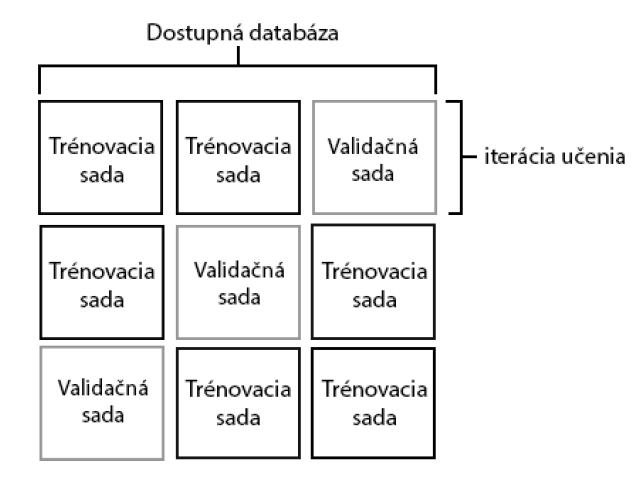 Dostupná databáza
Trénovacia
sada
Trénovacia
sada
Validačná
sada
iterácia učenia
Trénovacia
sada
Validačná
sada
Trénovacia
sada
Validačná
sada
Trénovacia
sada
Trénovacia
sada